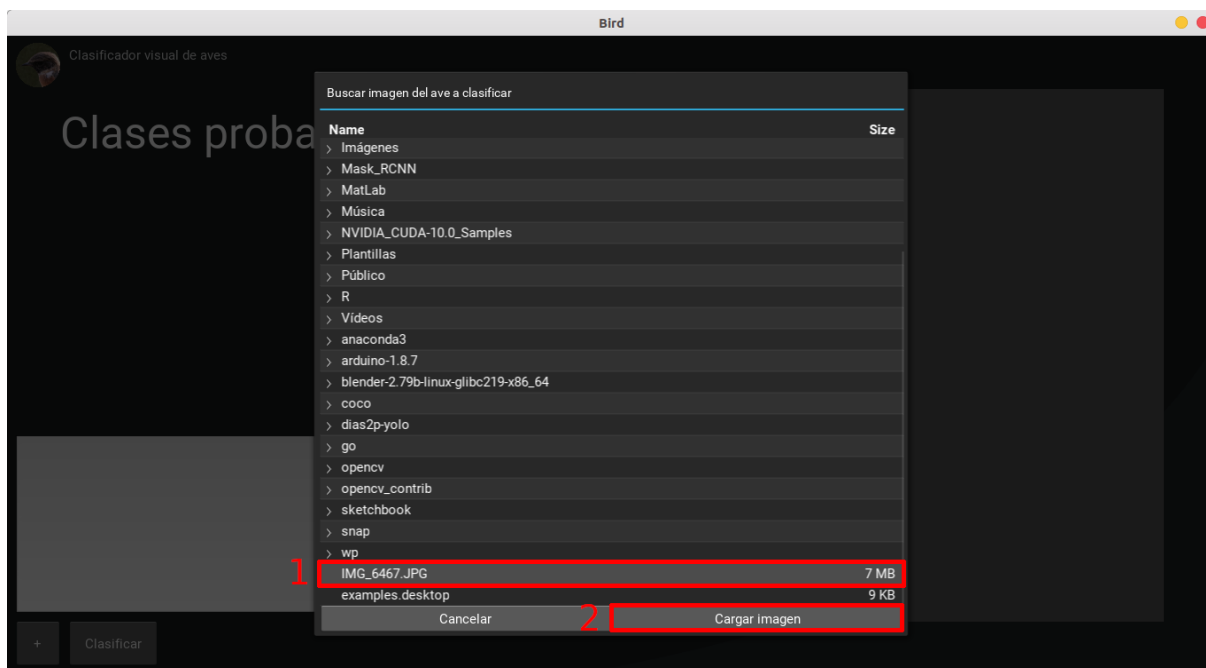 Bird
Clasificador visual de aves
Clases proba
Buscar imagen del ave a clasificar
Name Size
Imágenes
Mask_RCNN
MatLab
Música
NVIDIA_CUDA-10.0_Samples
Plantillas
Público
R
Vídeos
anaconda3
arduino-1.8.7
blender-2.79b-linux-glibc219-x86_64
coco
dias2p-yolo
go
opencv
opencv_contrib
sketchbook
snap
wp
1 IMG_6467.JPG 7 MB
examples.desktop 9 KB
Cancelar 2 Cargar imagen
+ Clasificar